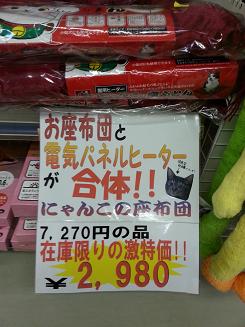 お座布団と
電気パネルヒーター
が 合体!!
にゃんこの座布団
7,270円の品
在庫限りの激特価!!
¥2,980